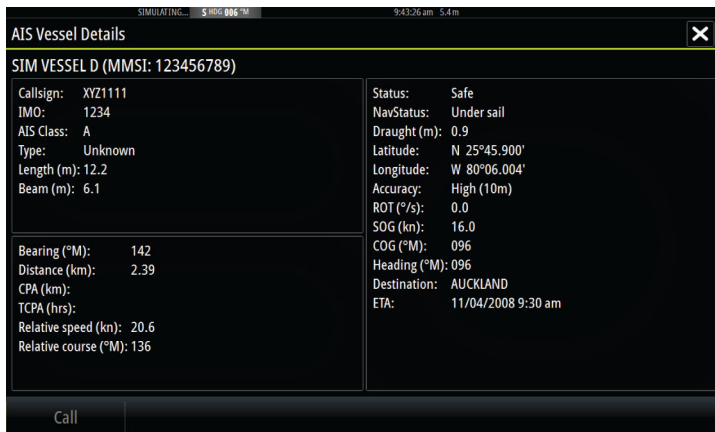 SIMULATING... S HDG 006 °M 9:43:26 am 5.4 m
AIS Vessel Details
SIM VESSEL D (MMSI: 123456789)
Callsign: XYZ1111
IMO: 1234
AIS Class: A
Type: Unknown
Length (m): 12.2
Beam (m): 6.1
Bearing (°M): 142
Distance (km): 2.39
CPA (km):
TCPA (hrs):
Relative speed (kn): 20.6
Relative course (°M): 136
Status: Safe
NavStatus: Under sail
Draught (m): 0.9
Latitude: N 25°45.900'
Longitude: W 80°06.004'
Accuracy: High (10m)
ROT (°/s): 0.0
SOG (kn): 16.0
COG (°M): 096
Heading (°M): 096
Destination: AUCKLAND
ETA: 11/04/2008 9:30 am
Call